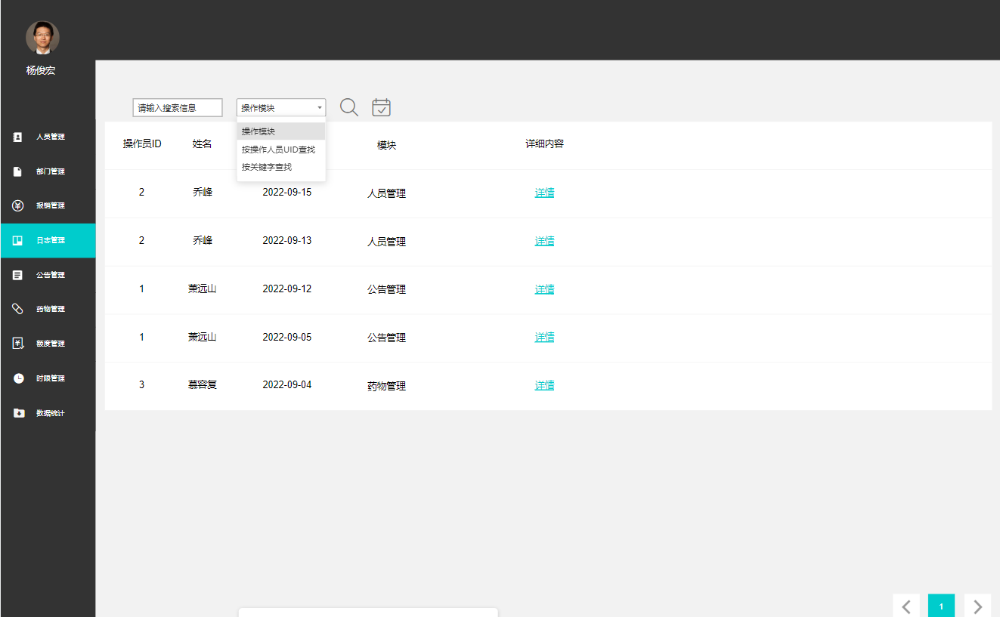 杨俊宏
请输入搜索信息
操作模块
操作模块
按操作人员UID查找
按关键字查找
人员管理
部门管理
报销管理
日志管理
公告管理
药物管理
额度管理
时限管理
数据统计
操作员ID 姓名 模块 详细内容
2 乔峰 2022-09-15 人员管理 详情
2 乔峰 2022-09-13 人员管理 详情
1 萧远山 2022-09-12 公告管理 详情
1 萧远山 2022-09-05 公告管理 详情
3 慕容复 2022-09-04 药物管理 详情
1